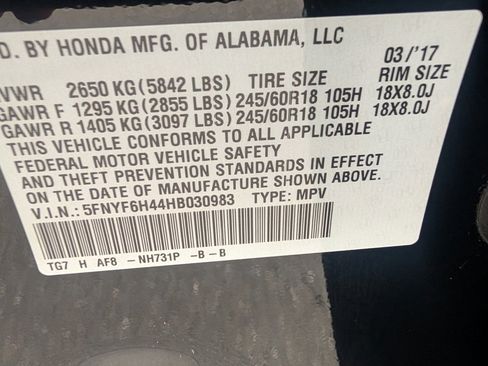 D. BY HONDA MFG. OF ALABAMA, LLC
03/'17
VWR 2650 KG(5842 LBS) TIRE SIZE RIM SIZE
GAWR F 1295 KG(2855 LBS) 245/60R18 105H 18X8.0J
GAWR R 1405 KG(3097 LBS) 245/60R18 105H 18X8.0J
THIS VEHICLE CONFORMS TO ALL APPLICABLE
FEDERAL MOTOR VEHICLE SAFETY
AND THEFT PREVENTION STANDARDS IN EFFECT
ON THE DATE OF MANUFACTURE SHOWN ABOVE.
V.I.N.: 5FNYF6H44HB030983 TYPE: MPV
TG7 H AF8 - NH731P -B - B